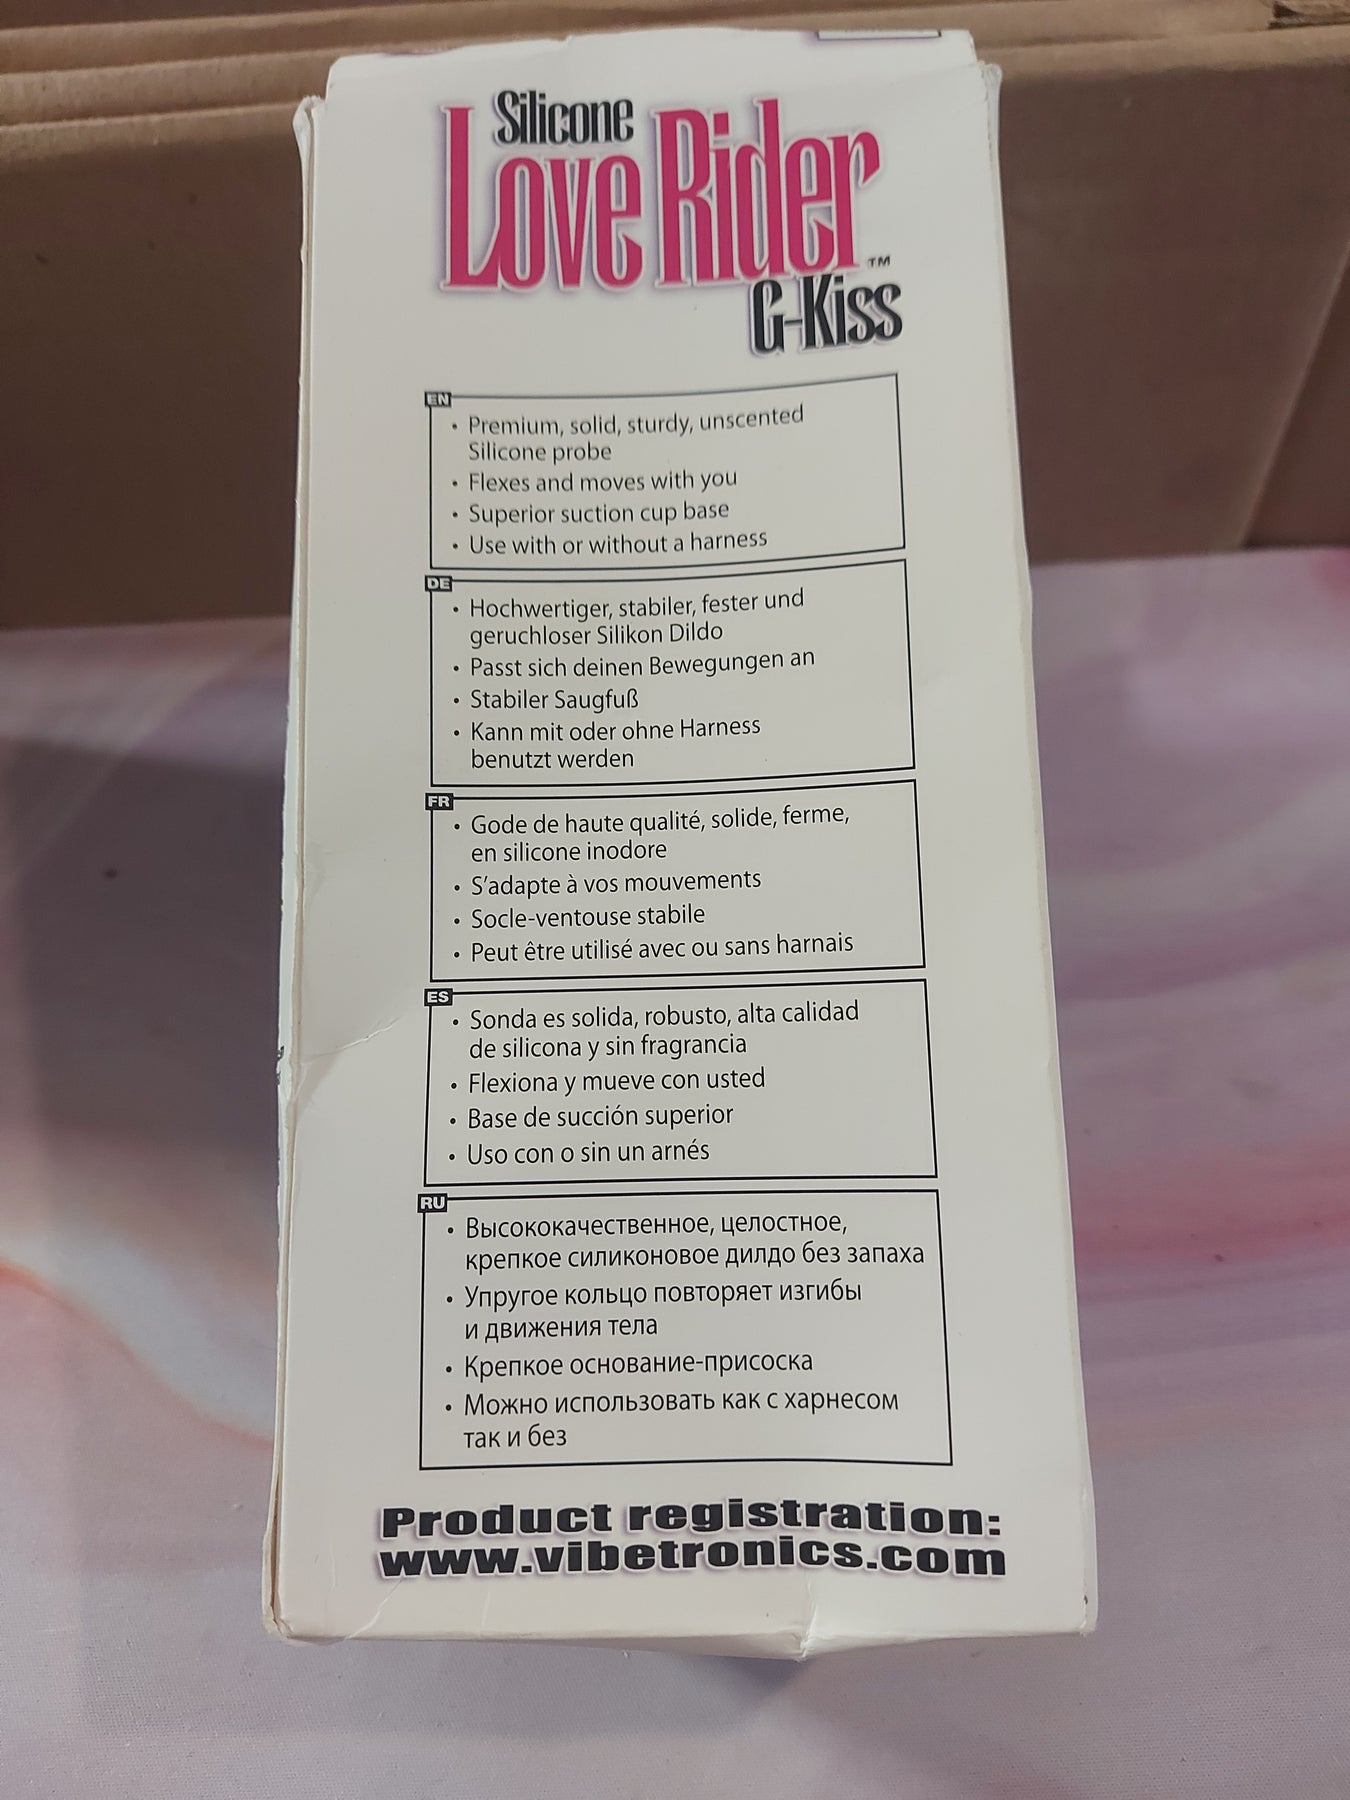 Silicone
Love Rider™
G-Kiss
EN
• Premium, solid, sturdy, unscented
Silicone probe
• Flexes and moves with you
• Superior suction cup base
• Use with or without a harness
DE
• Hochwertiger, stabiler, fester und
geruchloser Silikon Dildo
• Passt sich deinen Bewegungen an
• Stabiler Saugfuß
• Kann mit oder ohne Harness
benutzt werden
FR
• Gode de haute qualité, solide, ferme,
en silicone inodore
• S'adapte à vos mouvements
• Socle-ventouse stabile
• Peut être utilisé avec ou sans harnais
ES
• Sonda es solida, robusto, alta calidad
de silicona y sin fragrancia
• Flexiona y mueve con usted
• Base de succión superior
• Uso con o sin un arnés
RU
• Высококачественное, целостное,
крепкое силиконовое дилдо без запаха
• Упругое кольцо повторяет изгибы
и движения тела
• Крепкое основание-присоска
• Можно использовать как с харнесом
так и без
Product registration:
www.vibetronics.com